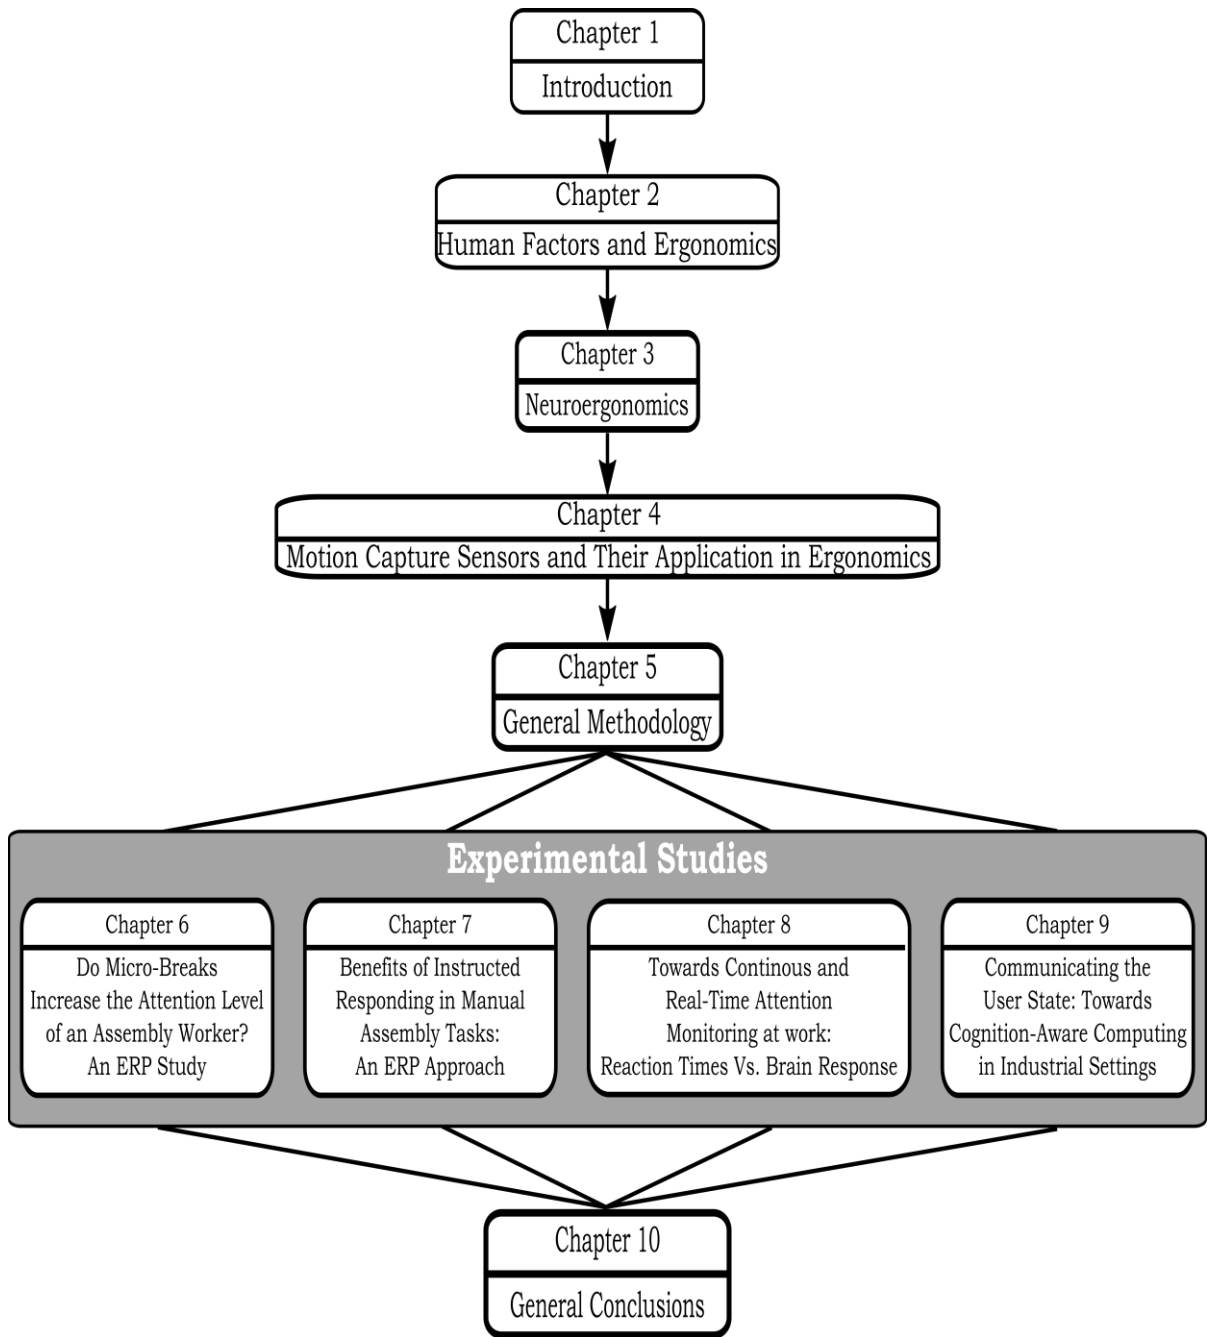 Chapter 1
Introduction
Chapter 2
Human Factors and Ergonomics
Chapter 3
Neuroergonomics
Chapter 4
Motion Capture Sensors and Their Application in Ergonomics
Chapter 5
General Methodology
Experimental Studies
Chapter 6
Do Micro-Breaks
Increase the Attention Level
of an Assembly Worker?
An ERP Study
Chapter 7
Benefits of Instructed
Responding in Manual
Assembly Tasks:
An ERP Approach
Chapter 8
Towards Continous and
Real-Time Attention
Monitoring at work:
Reaction Times Vs. Brain Response
Chapter 9
Communicating the
User State: Towards
Cognition-Aware Computing
in Industrial Settings
Chapter 10
General Conclusions